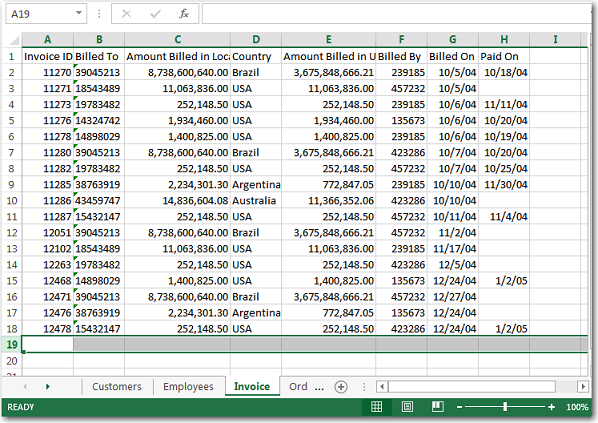 A19
fx
A B C D E F G H I
1 Invoice ID Billed To Amount Billed in Loca Country Amount Billed in U Billed By Billed On Paid On
2 11270 39045213 8,738,600,640.00 Brazil 3,675,848,666.21 239185 10/5/04 10/18/04
3 11271 18543489 11,063,836.00 USA 11,063,836.00 457232 10/5/04
4 11273 19783482 252,148.50 USA 252,148.50 239185 10/6/04 11/11/04
5 11276 14324742 1,934,460.00 USA 1,934,460.00 135673 10/6/04 10/20/04
6 11278 14898029 1,400,825.00 USA 1,400,825.00 239185 10/6/04 10/19/04
7 11280 39045213 8,738,600,640.00 Brazil 3,675,848,666.21 423286 10/7/04 10/20/04
8 11282 19783482 252,148.50 USA 252,148.50 457232 10/7/04 10/25/04
9 11285 38763919 2,234,301.30 Argentina 772,847.05 239185 10/10/04 11/30/04
10 11286 43459747 14,836,604.08 Australia 11,366,352.06 423286 10/10/04
11 11287 15432147 252,148.50 USA 252,148.50 457232 10/11/04 11/4/04
12 12051 39045213 8,738,600,640.00 Brazil 3,675,848,666.21 457232 11/2/04
13 12102 18543489 11,063,836.00 USA 11,063,836.00 239185 11/17/04
14 12263 19783482 252,148.50 USA 252,148.50 423286 12/5/04
15 12468 14898029 1,400,825.00 USA 1,400,825.00 135673 12/24/04 1/2/05
16 12471 39045213 8,738,600,640.00 Brazil 3,675,848,666.21 457232 12/27/04
17 12476 38763919 2,234,301.30 Argentina 772,847.05 135673 12/24/04
18 12478 15432147 252,148.50 USA 252,148.50 423286 12/24/04 1/2/05
19
20
Customers Employees Invoice Ord ...
READY 100%